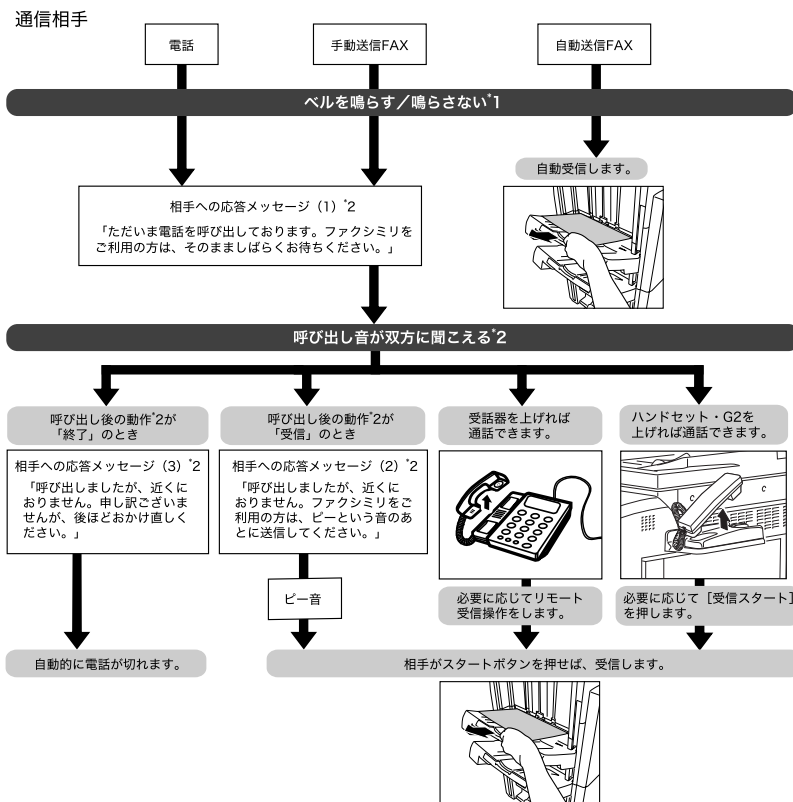 通信相手
電話
手動送信FAX
自動送信FAX
ベルを鳴らす／鳴らさない*1
自動受信します。
相手への応答メッセージ（1）*2
「ただいま電話を呼び出しております。ファクシミリを
ご利用の方は、そのまましばらくお待ちください。」
呼び出し音が双方に聞こえる*2
呼び出し後の動作*2が
「終了」のとき
呼び出し後の動作*2が
「受信」のとき
受話器を上げれば
通話できます。
ハンドセット・G2を
上げれば通話できます。
相手への応答メッセージ（3）*2
「呼び出しましたが、近くに
おりません。申し訳ございま
せんが、後ほどおかけ直しく
ださい。」
相手への応答メッセージ（2）*2
「呼び出しましたが、近くに
おりません。ファクシミリをご
利用の方は、ピーという音のあ
とに送信してください。」
ピー音
必要に応じてリモート
受信操作をします。
必要に応じて［受信スタート］
を押します。
自動的に電話が切れます。
相手がスタートボタンを押せば、受信します。